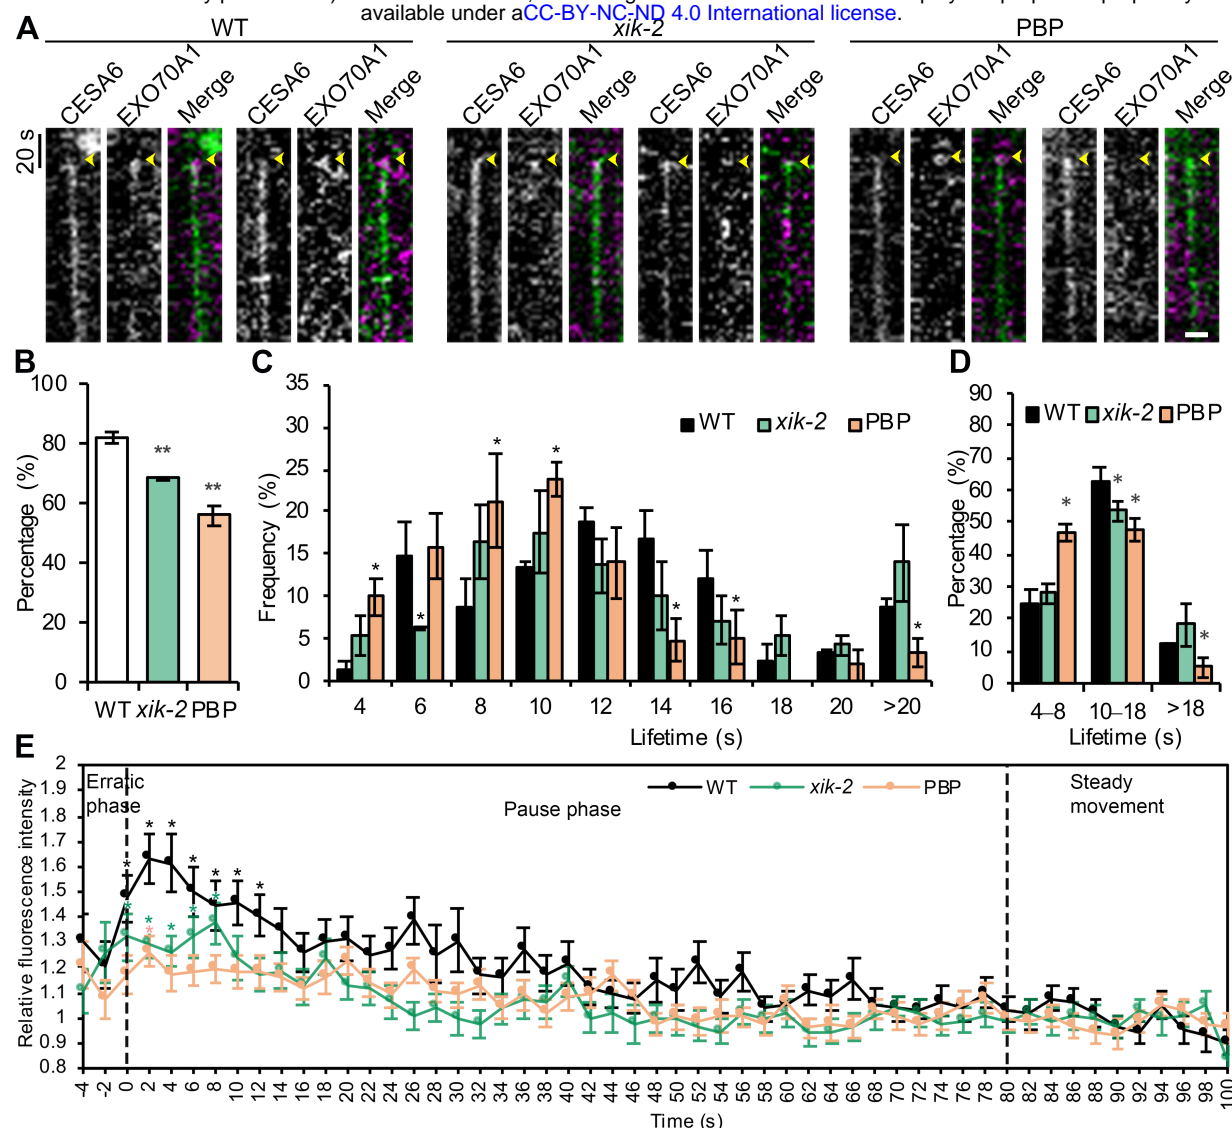 available under aCC-BY-NC-ND 4.0 International license.
A
WT
xik-2
PBP
CESA6 EXO70A1 Merge CESA6 EXO70A1 Merge CESA6 EXO70A1 Merge CESA6 EXO70A1 Merge CESA6 EXO70A1 Merge CESA6 EXO70A1 Merge
20 s
B
Percentage (%)
100
80
60
40
20
0
** **
WT xik-2 PBP
C
Frequency (%)
35
30
25
20
15
10
5
0
WT xik-2 PBP
* * * * * * *
4 6 8 10 12 14 16 18 20 >20
Lifetime (s)
D
Percentage (%)
90
80
70
60
50
40
30
20
10
0
WT xik-2 PBP
* * * *
4–8 10–18 >18
Lifetime (s)
E
Relative fluorescence intensity
2
1.9
1.8
1.7
1.6
1.5
1.4
1.3
1.2
1.1
1
0.9
0.8
Erratic
phase
WT xik-2 PBP
Pause phase
Steady
movement
* * * * * * *
* * * * *
*
-4 -2 0 2 4 6 8 10 12 14 16 18 20 22 24 26 28 30 32 34 36 38 40 42 44 46 48 50 52 54 56 58 60 62 64 66 68 70 72 74 76 78 80 82 84 86 88 90 92 94 96 98 100
Time (s)